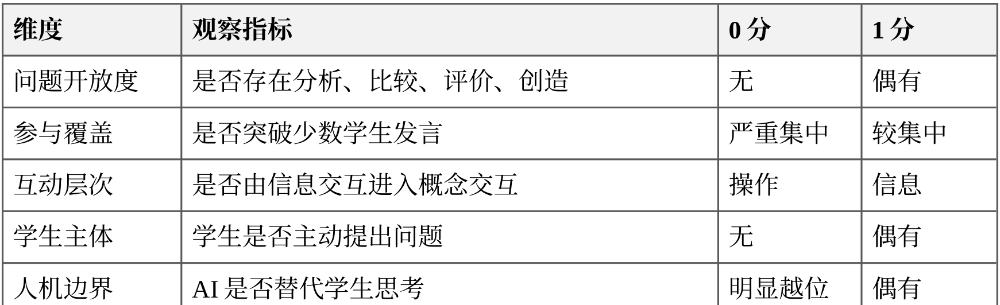 维度 观察指标 0 分 1 分
问题开放度 是否存在分析、比较、评价、创造 无 偶有
参与覆盖 是否突破少数学生发言 严重集中 较集中
互动层次 是否由信息交互进入概念交互 操作 信息
学生主体 学生是否主动提出问题 无 偶有
人机边界 AI 是否替代学生思考 明显越位 偶有